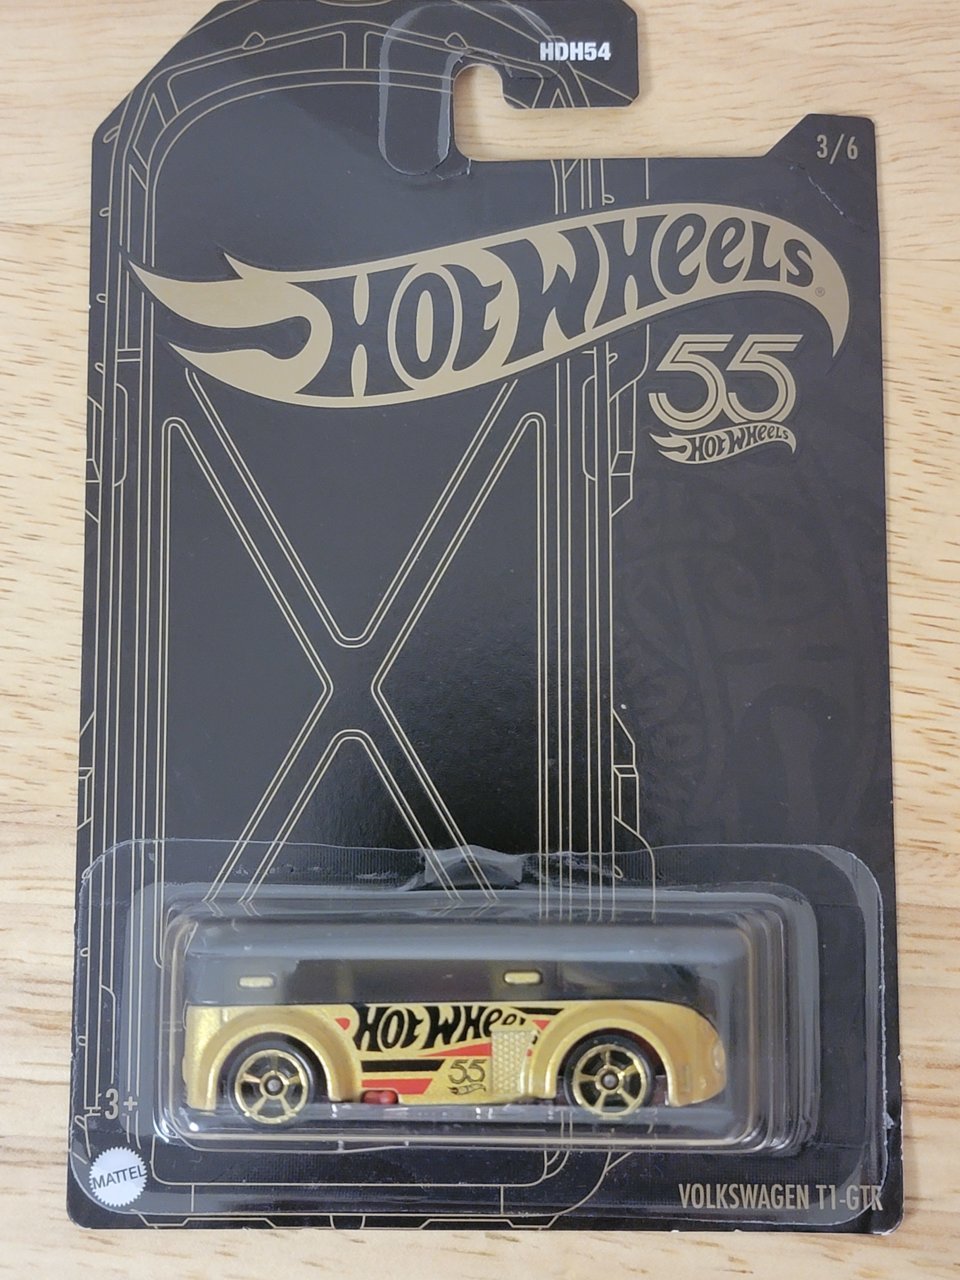 HDH54
3/6
HOT WHEELS®
55
HOT WHEELS
HOT WHEELS
55
3+
MATTEL
VOLKSWAGEN T1-GTR